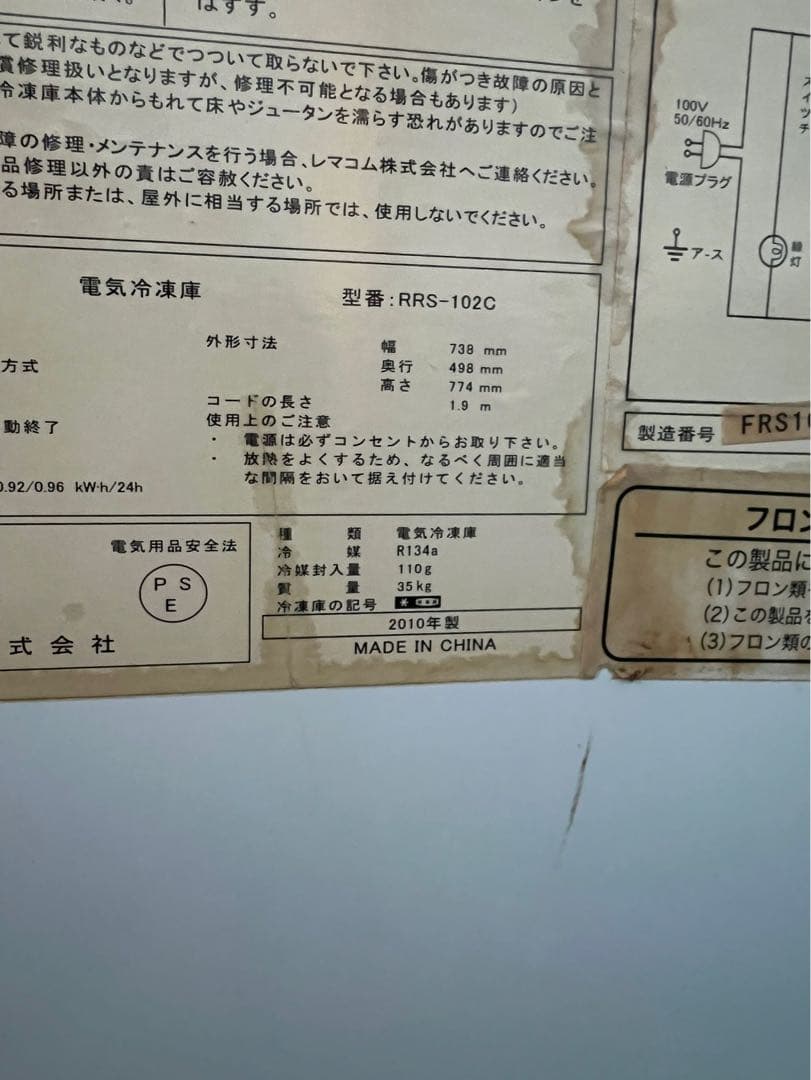 はずす。
て鋭利なものなどでつついて取らないで下さい。傷がつき故障の原因と
償修理扱いとなりますが、修理不可能となる場合もあります)
冷凍庫本体からもれて床やジュータンを濡らす恐れがありますのでご注
障の修理・メンテナンスを行う場合、レマコム株式会社へご連絡ください。
品修理以外の責はご容赦ください。
る場所または、屋外に相当する場所では、使用しないでください。
100V
50/60Hz
電源プラグ
アース
緑灯
電気冷凍庫
型番:RRS-102C
外形寸法
幅 738 mm
方式
奥行 498 mm
高さ 774 mm
コードの長さ 1.9 m
動終了
使用上のご注意
・ 電源は必ずコンセントからお取り下さい。
・ 放熱をよくするため、なるべく周囲に適当
な間隔をおいて据え付けてください。
0.92/0.96 kW·h/24h
製造番号 FRS10
電気用品安全法
PS
E
式会社
種類 電気冷凍庫
冷媒 R134a
冷媒封入量 110g
質量 35kg
冷凍庫の記号
2010年製
MADE IN CHINA
フロン
この製品に
(1)フロン類
(2)この製品を
(3)フロン類の